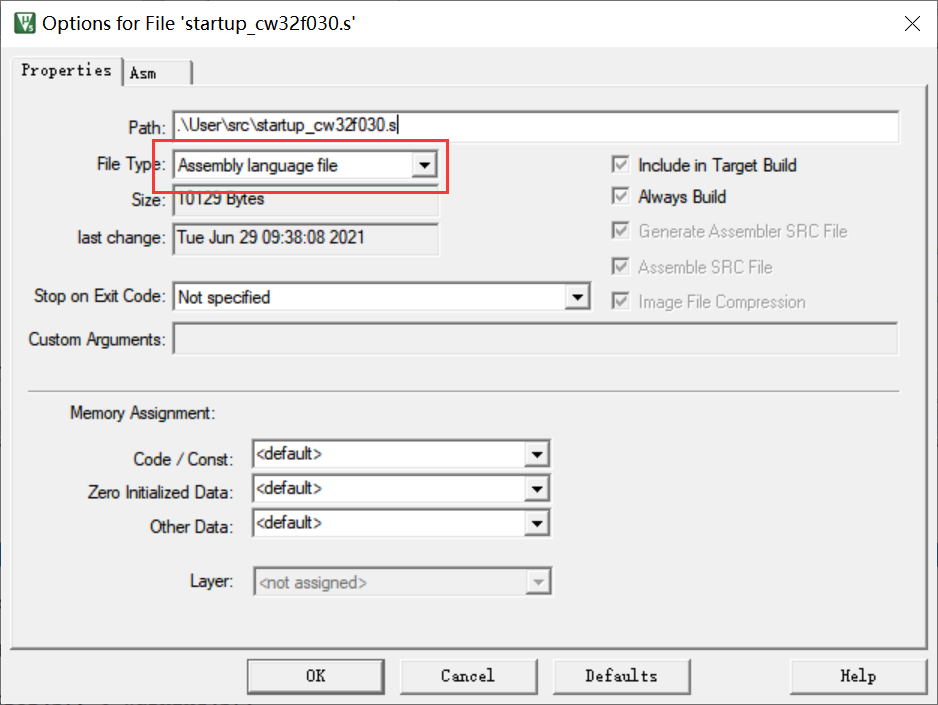 Options for File 'startup_cw32f030.s'
Properties
Asm
Path: .\User\src\startup_cw32f030.s
File Type: Assembly language file
Include in Target Build
Size: 10129 Bytes
Always Build
last change: Tue Jun 29 09:38:08 2021
Generate Assembler SRC File
Assemble SRC File
Stop on Exit Code: Not specified
Image File Compression
Custom Arguments:
Memory Assignment:
Code / Const: <default>
Zero Initialized Data: <default>
Other Data: <default>
Layer: <not assigned>
OK
Cancel
Defaults
Help